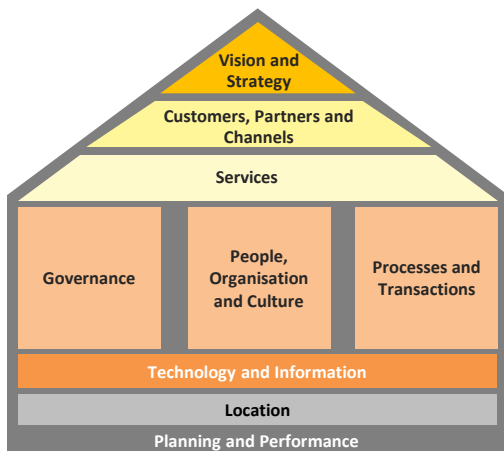 Vision and
Strategy
Customers, Partners and
Channels
Services
Governance
People,
Organisation
and Culture
Processes and
Transactions
Technology and Information
Location
Planning and Performance